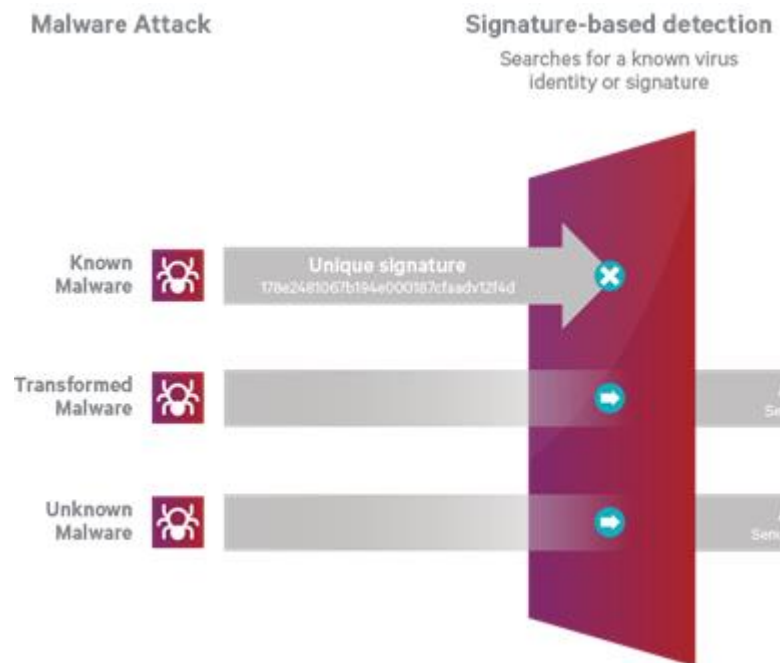 Malware Attack
Signature-based detection
Searches for a known virus
identity or signature
Known
Malware
Unique signature
178e2481067b194e000187cfaadv12f4d
Transformed
Malware
Unknown
Malware